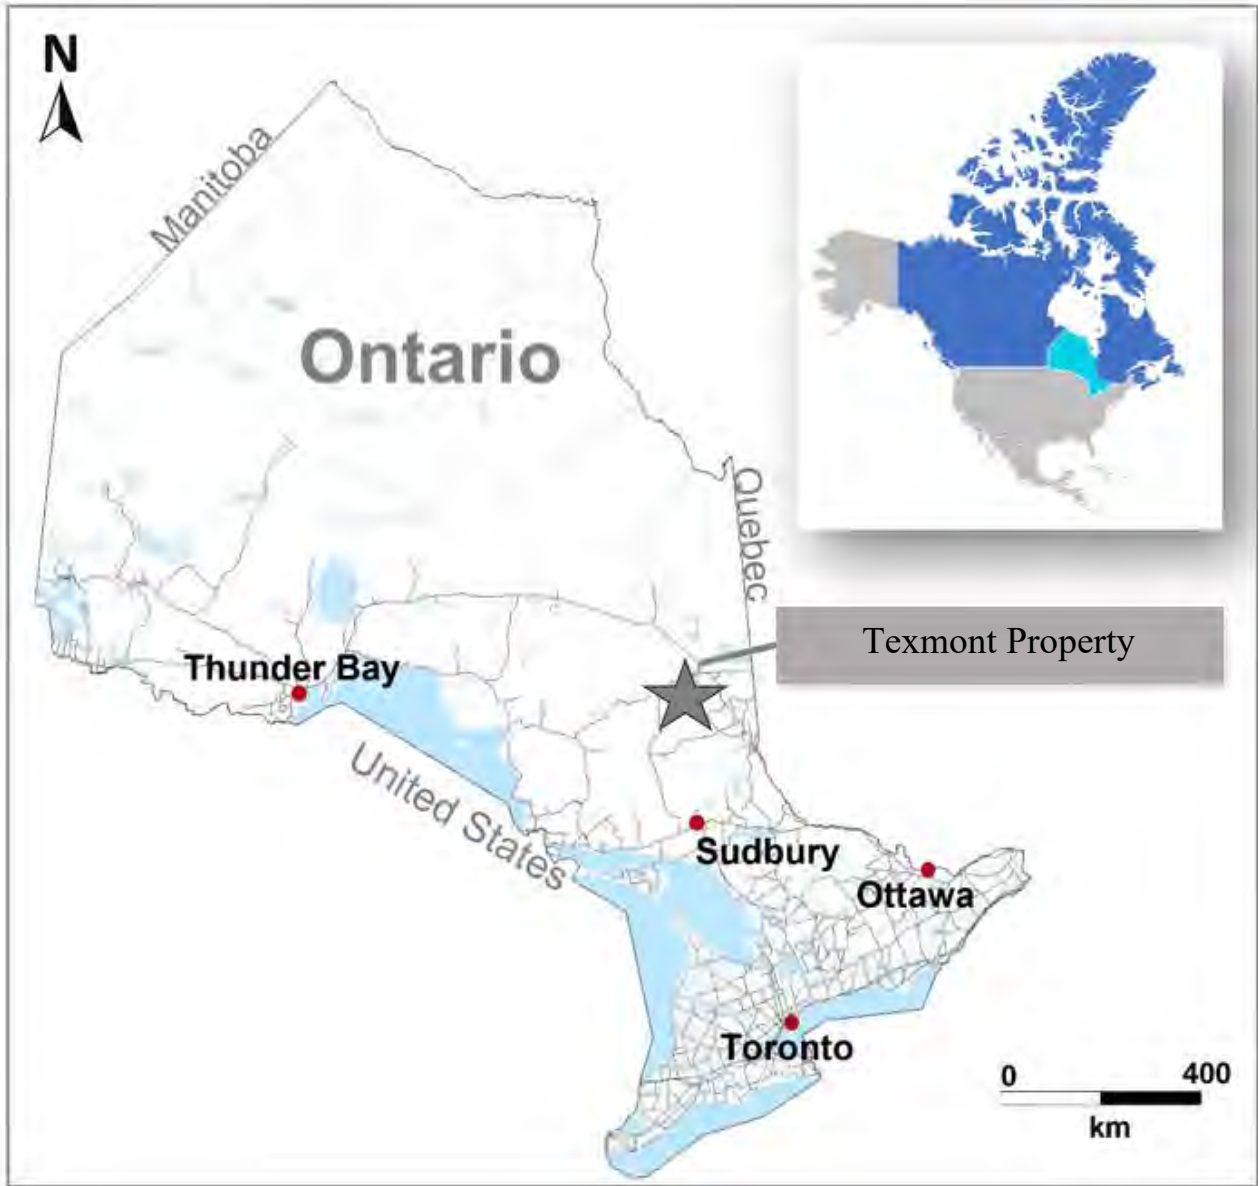 N
Manitoba
Ontario
Quebec
Texmont Property
Thunder Bay
United States
Sudbury
Ottawa
Toronto
0 400
km